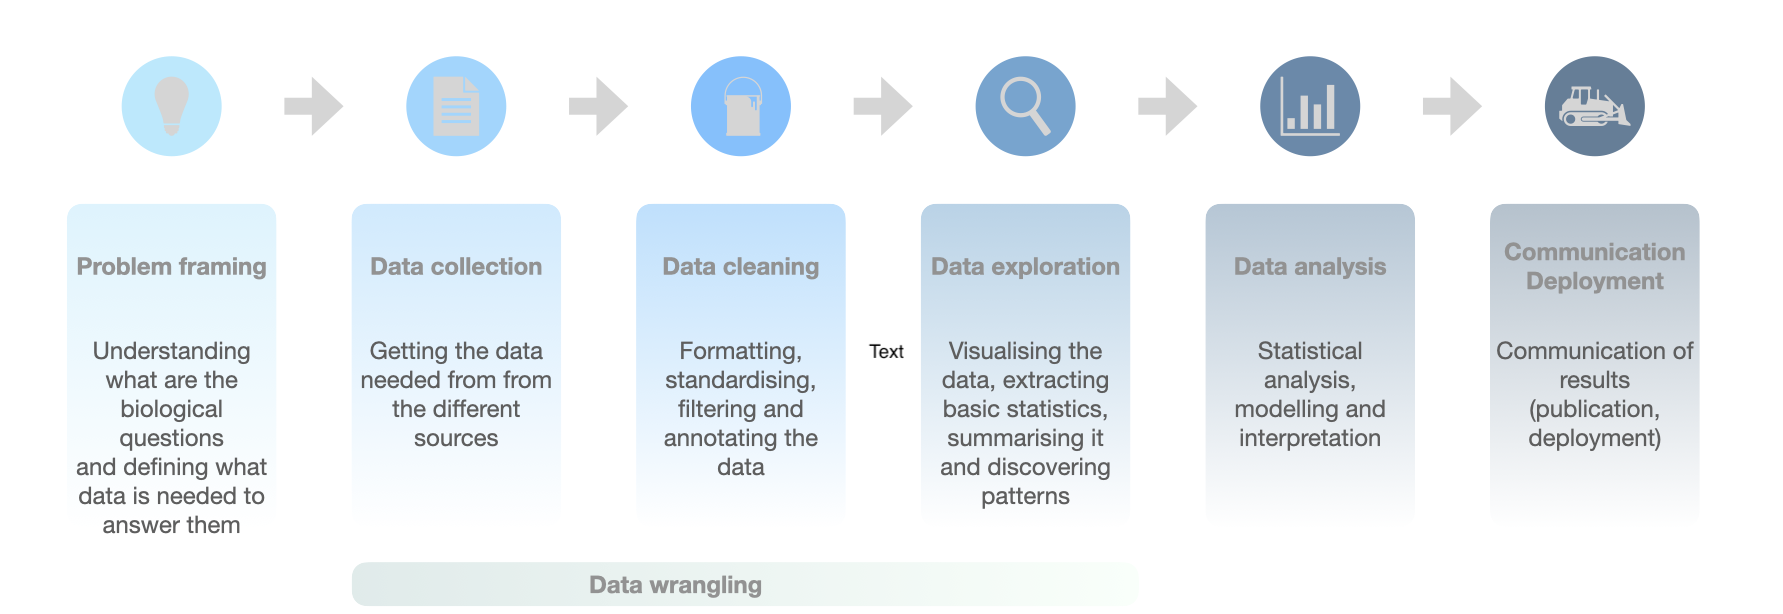 Problem framing
Understanding
what are the
biological
questions
and defining what
data is needed to
answer them
Data collection
Getting the data
needed from from
the different
sources
Data cleaning
Formatting,
standardising,
filtering and
annotating the
data
Text
Data exploration
Visualising the
data, extracting
basic statistics,
summarising it
and discovering
patterns
Data analysis
Statistical
analysis,
modelling and
interpretation
Communication
Deployment
Communication of
results
(publication,
deployment)
Data wrangling